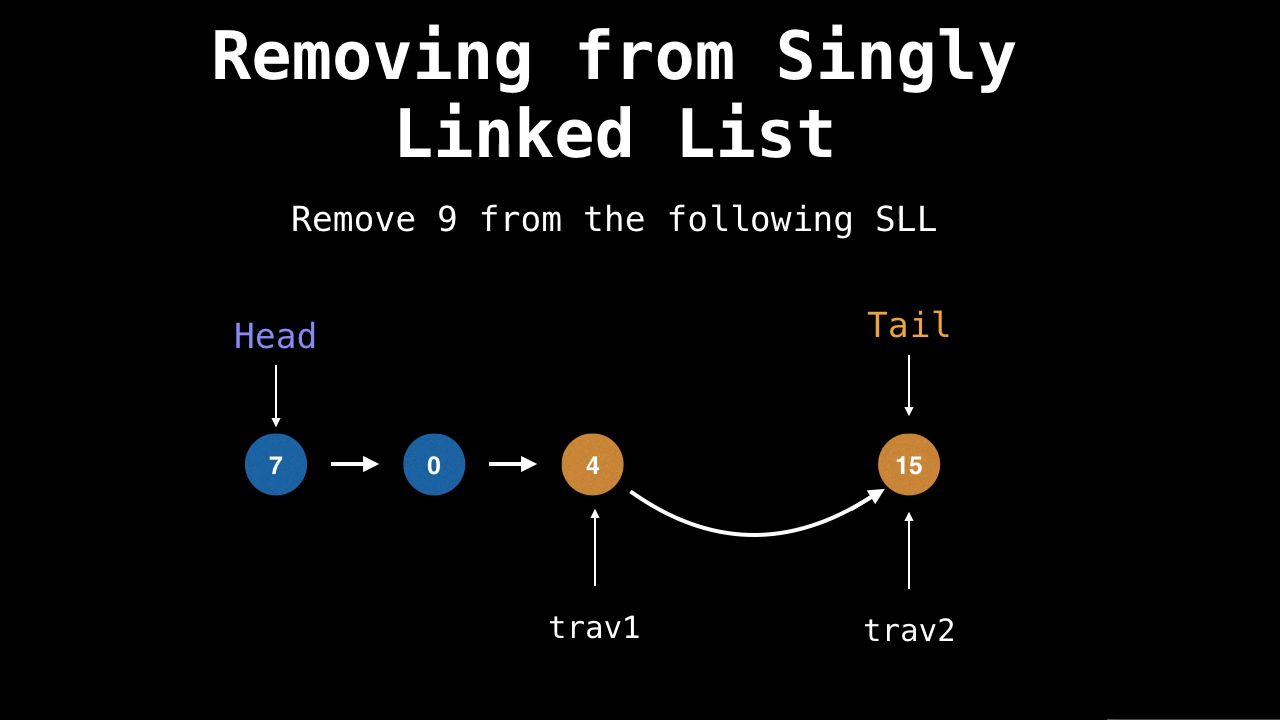 Removing from Singly
Linked List
Remove 9 from the following SLL
Head
Tail
7
0
4
15
trav1
trav2